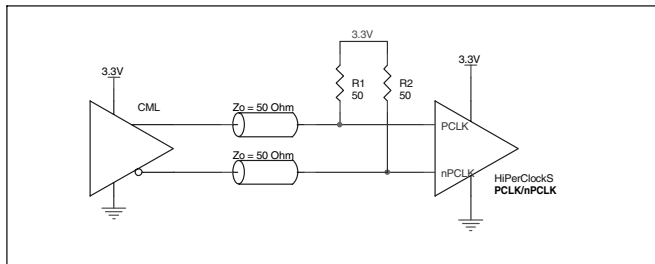 3.3V
3.3V
3.3V
R1
50
R2
50
CML
Zo = 50 Ohm
PCLK
Zo = 50 Ohm
nPCLK
HiPerClockS
PCLK/nPCLK